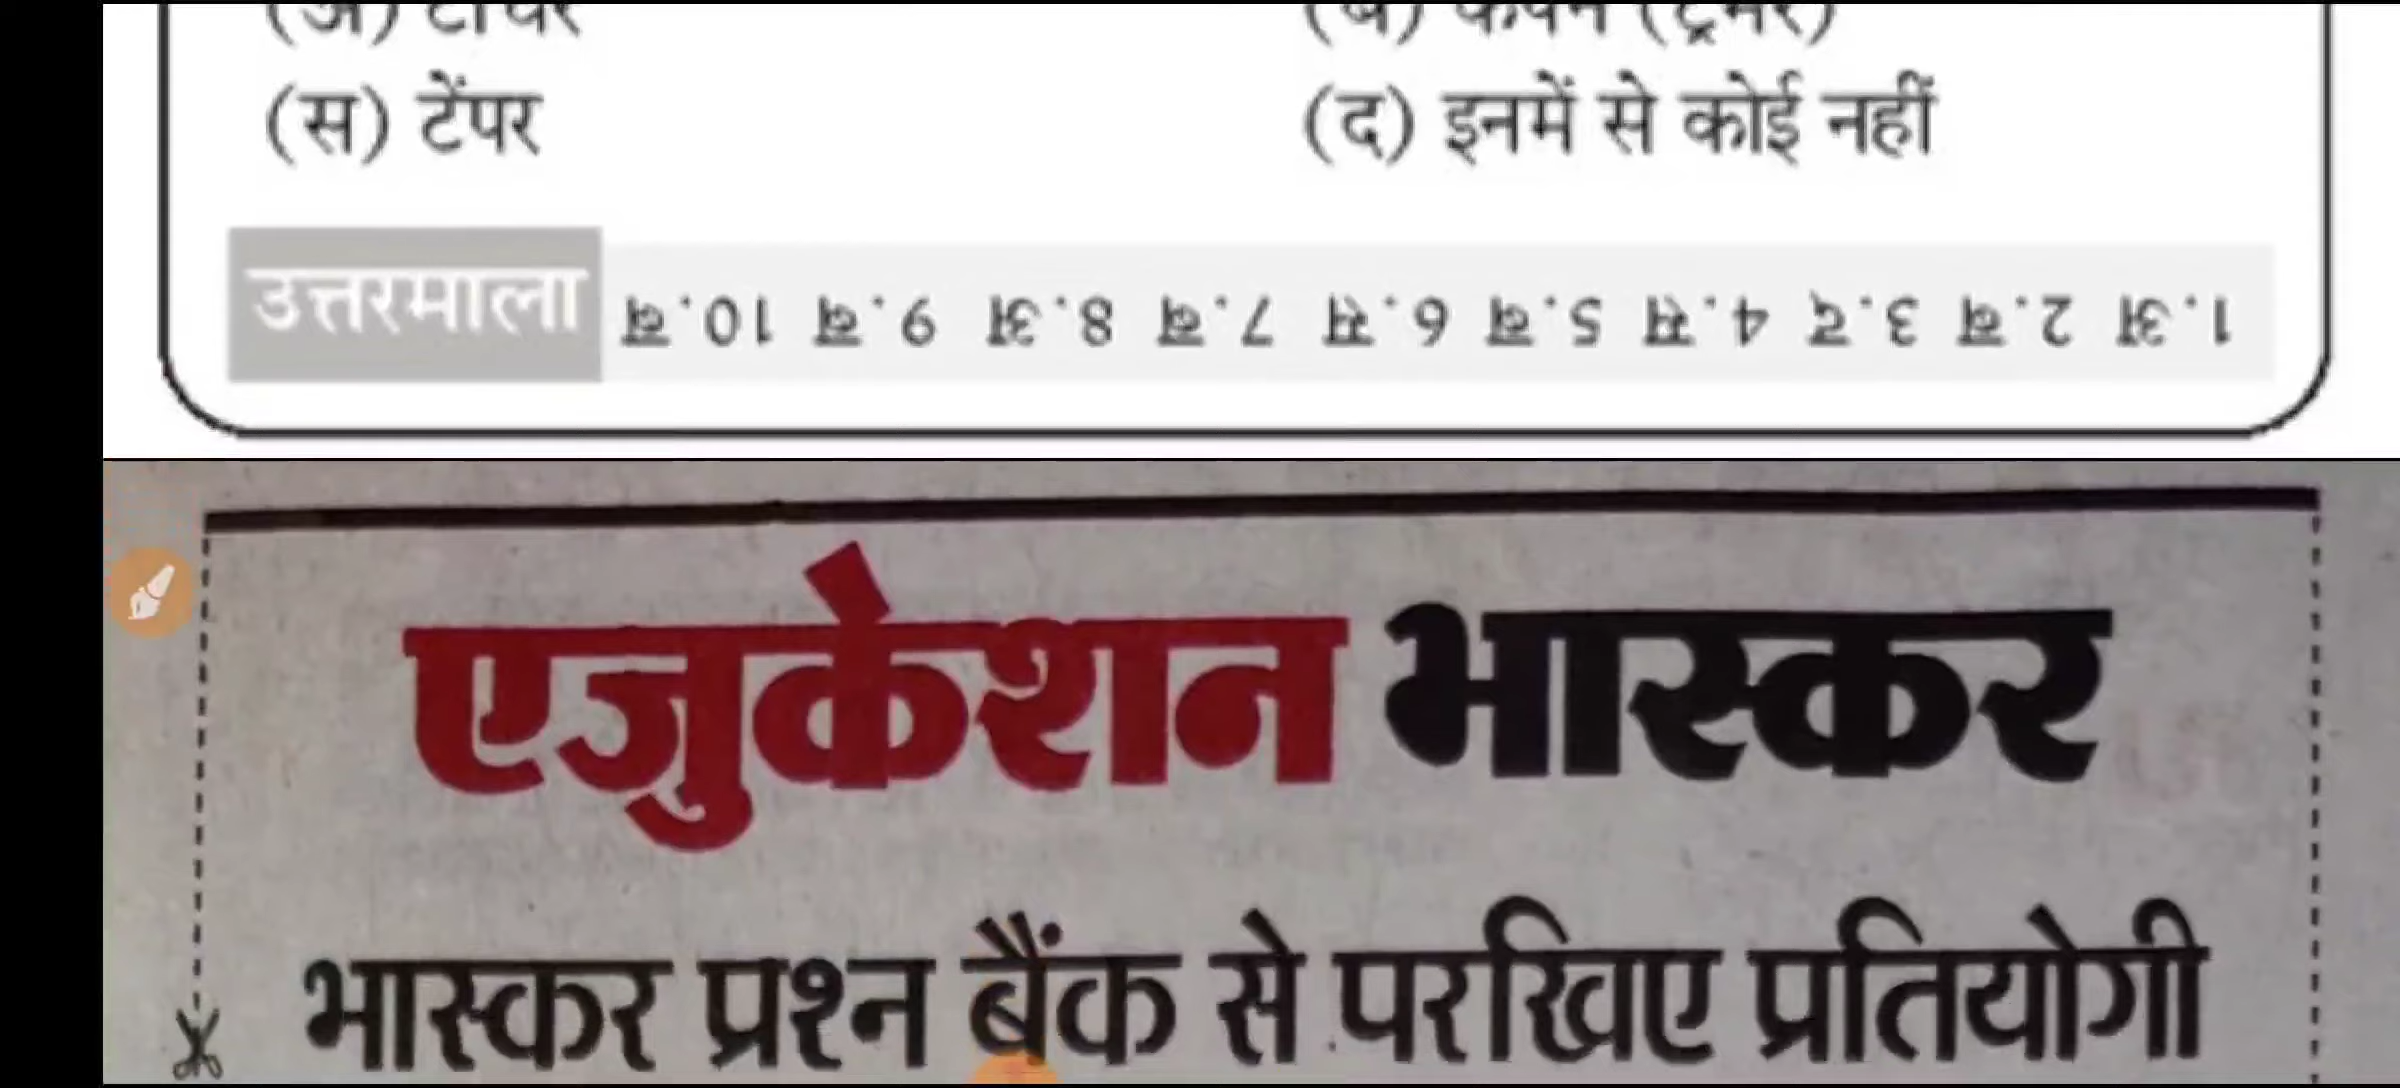 (स) टेंपर (द) इनमें से कोई नहीं
उत्तरमाला 1.अ 2.ब 3.द 4.स 5.ब 6.स 7.ब 8.अ 9.ब 10.ब
एजुकेशन भास्कर
भास्कर प्रश्न बैंक से परखिए प्रतियोगी